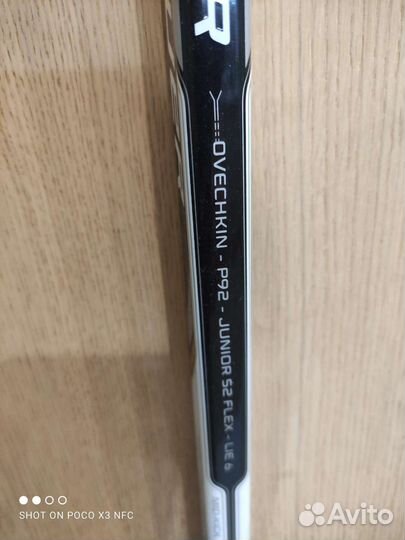 R
OVECHKIN - P92 - JUNIOR 52 FLEX - LIE 6
SHOT ON POCO X3 NFC
Avito